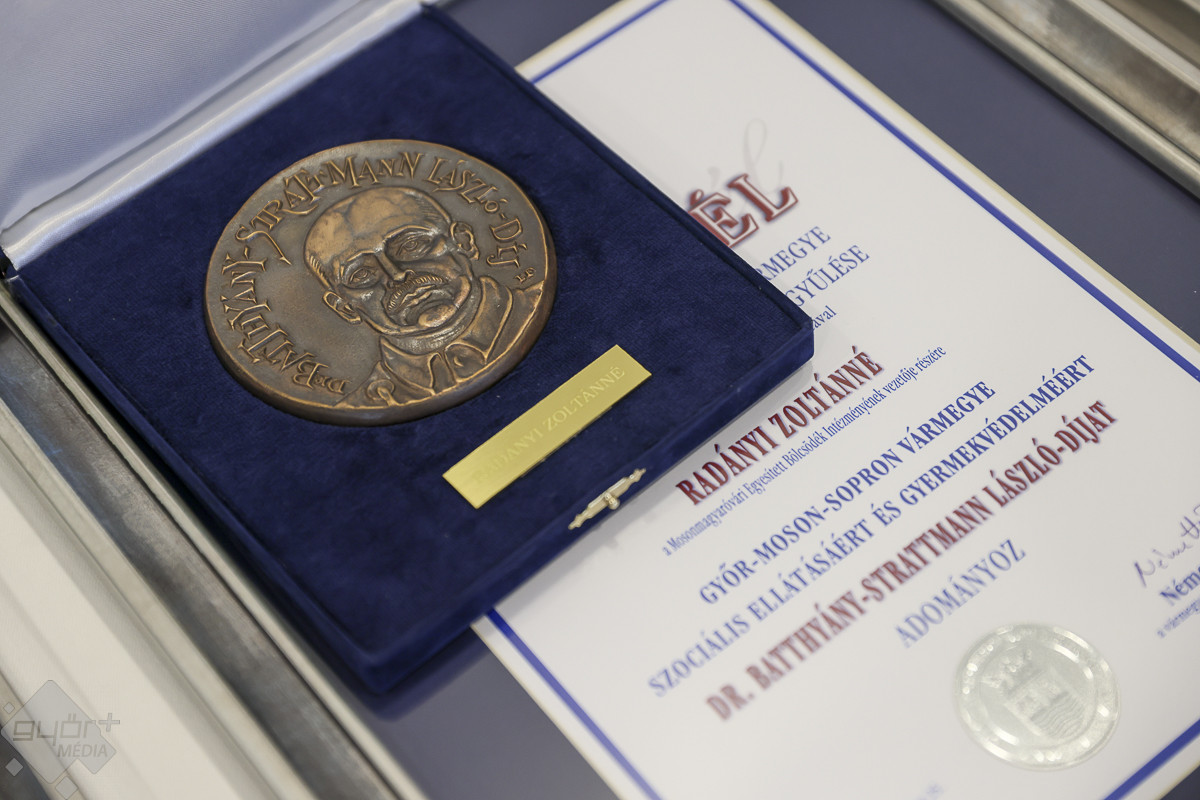 DR. BATTHYÁNY-STRATTMANN LÁSZLÓ-DÍJ
RADÁNYI ZOLTÁNNÉ
ÉL
GYŰLÉSE
RADÁNYI ZOLTÁNNÉ
a Mosonmagyaróvári Egyesített Bölcsődék Intézményének vezetője részére
GYŐR-MOSON-SOPRON VÁRMEGYE
SZOCIÁLIS ELLÁTÁSÁÉRT ÉS GYERMEKVÉDELMÉÉRT
DR. BATTHYÁNY-STRATTMANN LÁSZLÓ-DÍJAT
ADOMÁNYOZ
győr+
MÉDIA